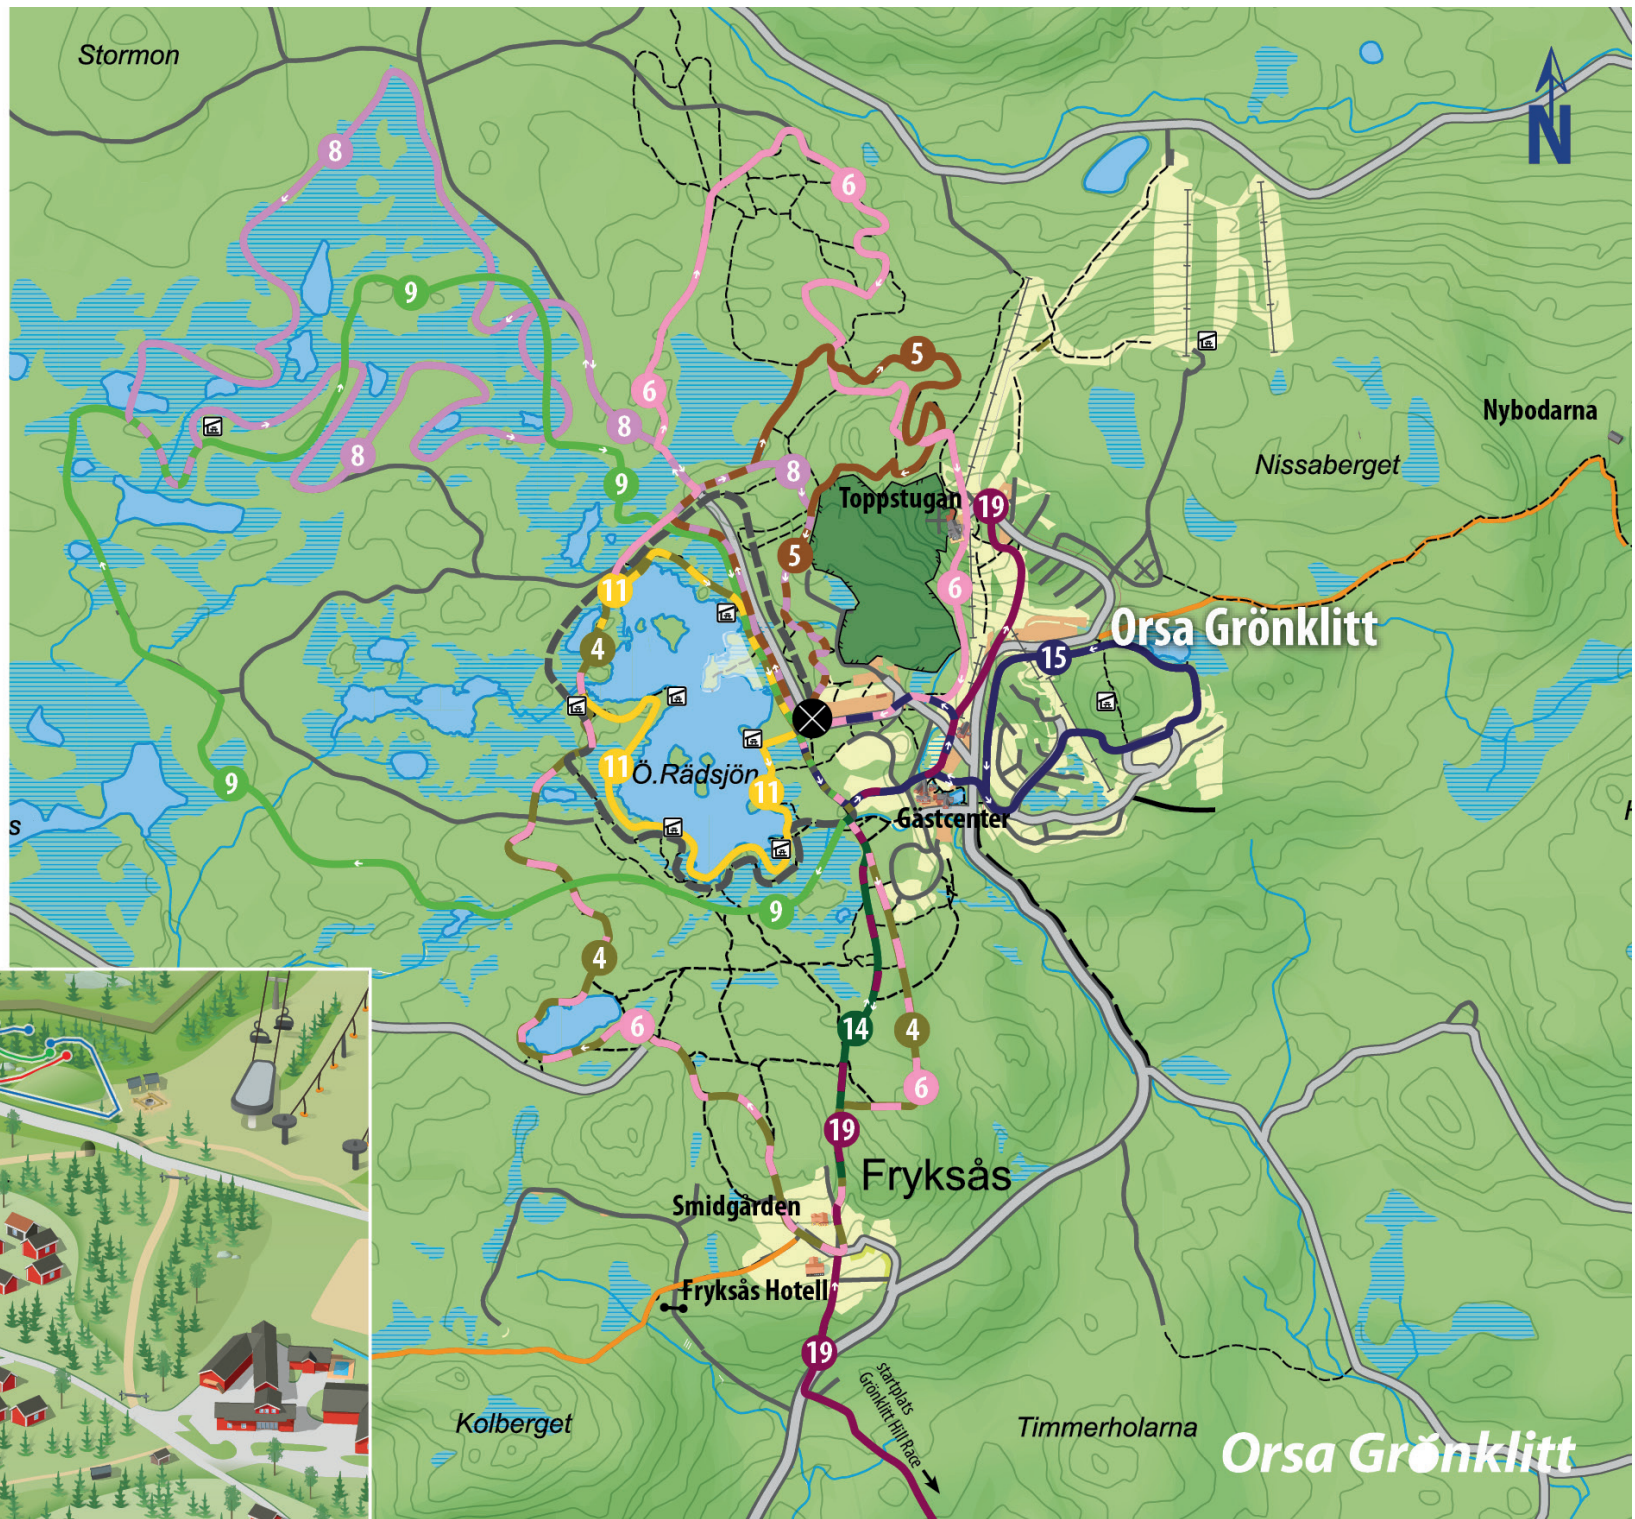 Stormon
N
8
6
9
5
6
8
Nybodarna
Nissaberget
8
8
9
Toppstugan
19
5
6
11
4
Orsa Grönklitt
15
11
Ö.Rädsjön
11
9
Gästcenter
s
9
4
6
14
4
6
19
Fryksås
Smidgården
Fryksås Hotell
19
startplats
Grönklitt Hill Race
Kolberget
Timmerholarna
Orsa Grönklitt